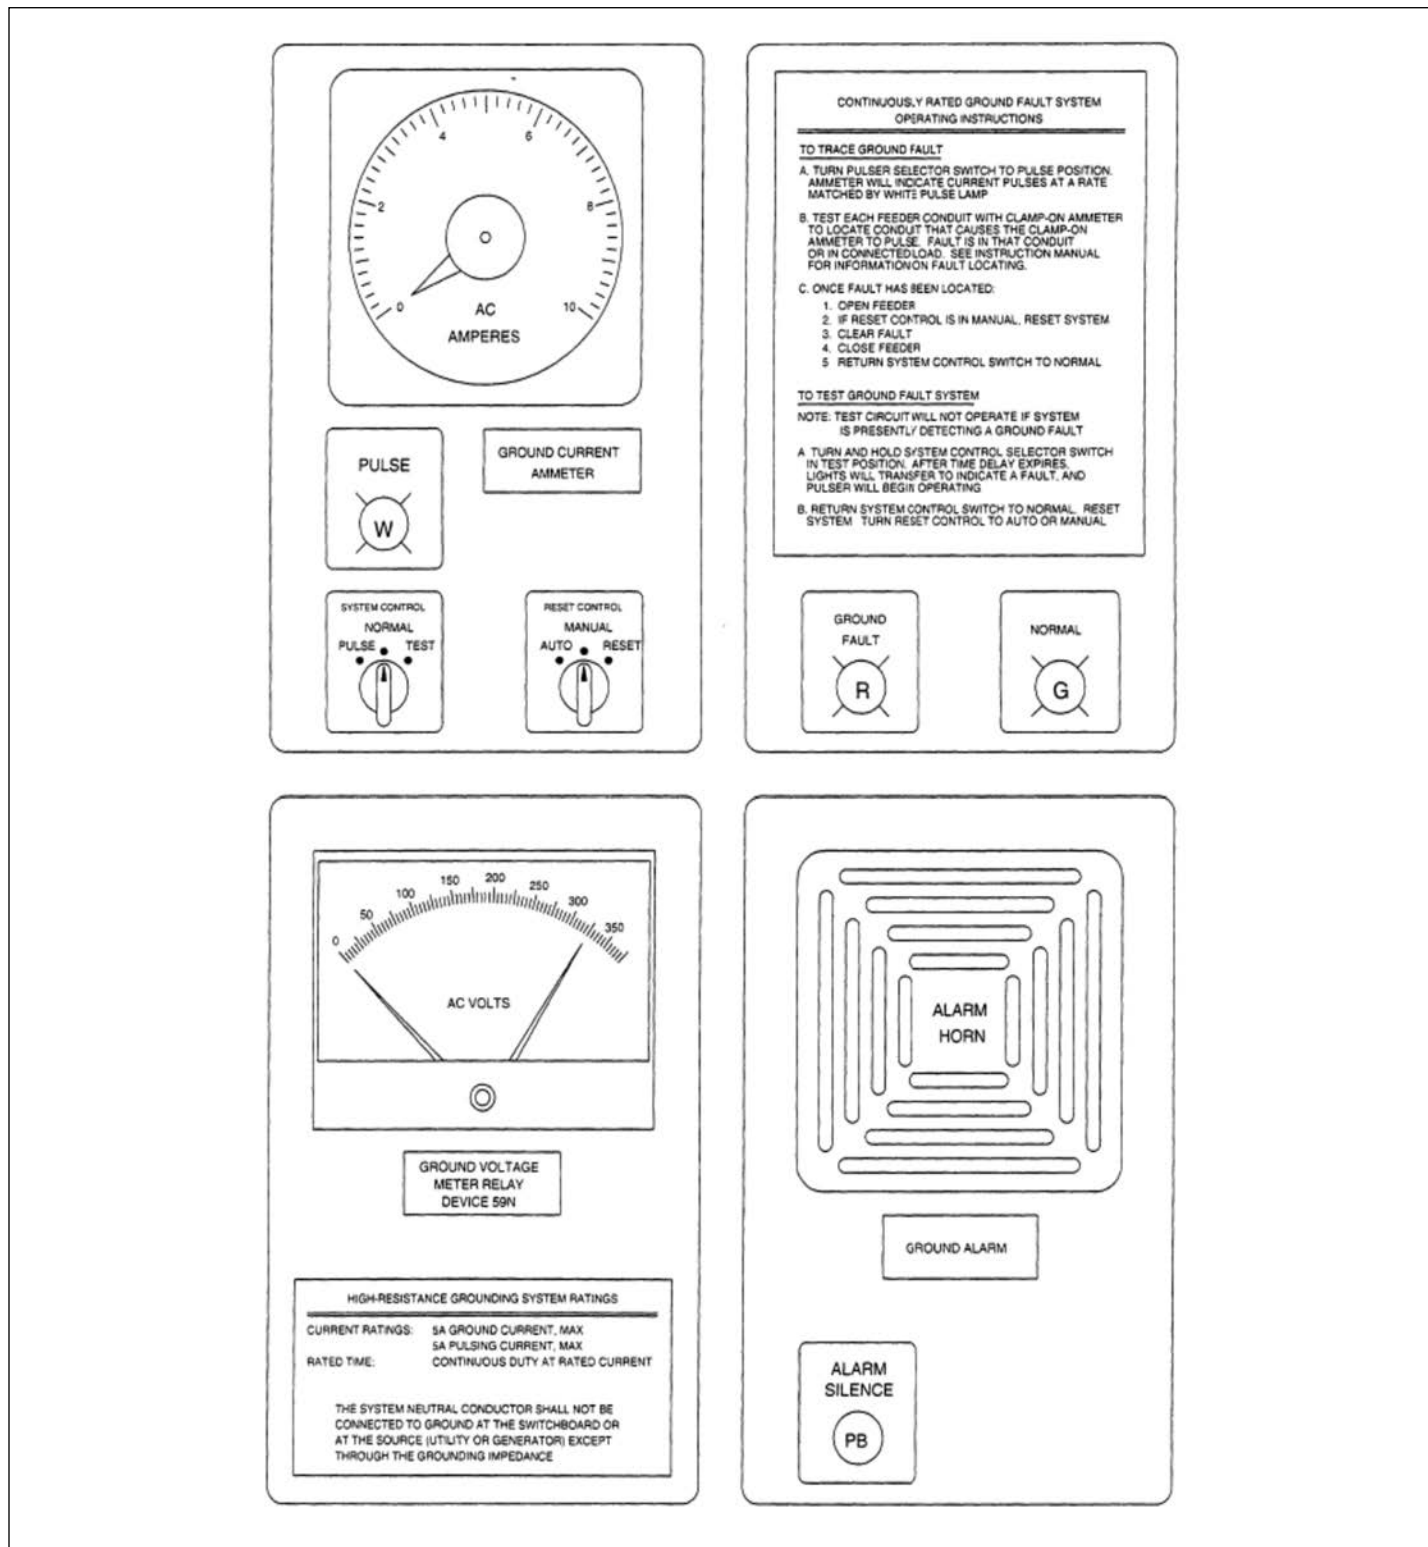 4
6
2
8
0
10
AC
AMPERES
PULSE
W
GROUND CURRENT
AMMETER
SYSTEM CONTROL
NORMAL
PULSE TEST
RESET CONTROL
MANUAL
AUTO RESET
CONTINUOUSLY RATED GROUND FAULT SYSTEM
OPERATING INSTRUCTIONS
TO TRACE GROUND FAULT
A. TURN PULSER SELECTOR SWITCH TO PULSE POSITION.
AMMETER WILL INDICATE CURRENT PULSES AT A RATE
MATCHED BY WHITE PULSE LAMP
B. TEST EACH FEEDER CONDUIT WITH CLAMP-ON AMMETER
TO LOCATE CONDUIT THAT CAUSES THE CLAMP-ON
AMMETER TO PULSE. FAULT IS IN THAT CONDUIT
OR IN CONNECTED LOAD. SEE INSTRUCTION MANUAL
FOR INFORMATION ON FAULT LOCATING.
C. ONCE FAULT HAS BEEN LOCATED:
1. OPEN FEEDER
2. IF RESET CONTROL IS IN MANUAL, RESET SYSTEM
3. CLEAR FAULT
4. CLOSE FEEDER
5 RETURN SYSTEM CONTROL SWITCH TO NORMAL
TO TEST GROUND FAULT SYSTEM
NOTE: TEST CIRCUIT WILL NOT OPERATE IF SYSTEM
IS PRESENTLY DETECTING A GROUND FAULT
A TURN AND HOLD SYSTEM CONTROL SELECTOR SWITCH
IN TEST POSITION. AFTER TIME DELAY EXPIRES,
LIGHTS WILL TRANSFER TO INDICATE A FAULT, AND
PULSER WILL BEGIN OPERATING
B. RETURN SYSTEM CONTROL SWITCH TO NORMAL. RESET
SYSTEM TURN RESET CONTROL TO AUTO OR MANUAL
GROUND
FAULT
R
NORMAL
G
0
50
100
150
200
250
300
350
AC VOLTS
GROUND VOLTAGE
METER RELAY
DEVICE 59N
HIGH-RESISTANCE GROUNDING SYSTEM RATINGS
CURRENT RATINGS: 5A GROUND CURRENT, MAX
5A PULSING CURRENT, MAX
RATED TIME: CONTINUOUS DUTY AT RATED CURRENT
THE SYSTEM NEUTRAL CONDUCTOR SHALL NOT BE
CONNECTED TO GROUND AT THE SWITCHBOARD OR
AT THE SOURCE (UTILITY OR GENERATOR) EXCEPT
THROUGH THE GROUNDING IMPEDANCE
ALARM
HORN
GROUND ALARM
ALARM
SILENCE
PB